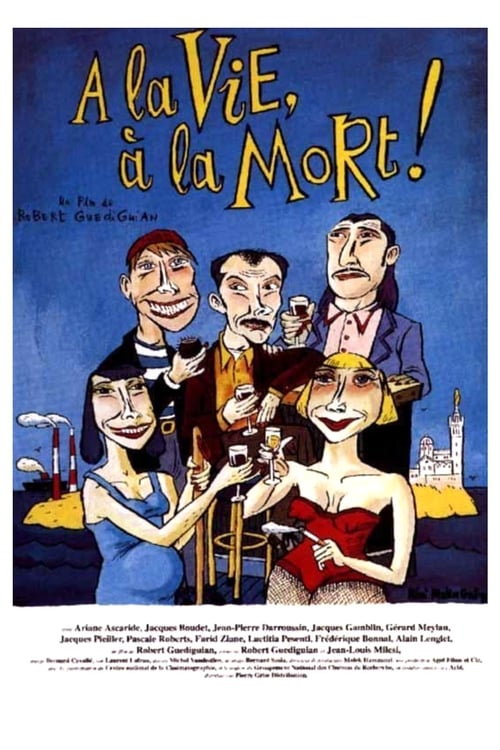 A la ViE,
à la MoRt!
un Film de
RoBERT GUEDiGUiAN
Ariane Ascaride, Jacques Boudet, Jean-Pierre Darroussin, Jacques Gamblin, Gérard Meylan,
Jacques Pieiller, Pascale Roberts, Farid Ziane, Laetitia Pesenti, Frédérique Bonnal, Alain Lenglet,
Robert Guediguian, Robert Guediguian Jean-Louis Milesi,
Bernard Cavalié, Laurent Lafran, Michel Vandestien, Bernard Sasia, Malek Hamzaoui Agat Films et Cie,
Centre national de la Cinématographie, Groupement National des Cinémas de Recherche,
Pierre Grise Distribution.